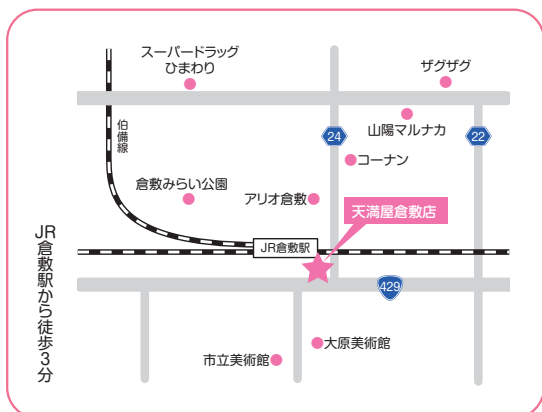 スーパードラッグ
ひまわり
ザグザグ
伯備線
24
山陽マルナカ
22
コーナン
倉敷みらい公園
アリオ倉敷
天満屋倉敷店
JR倉敷駅
JR倉敷駅から徒歩3分
429
大原美術館
市立美術館